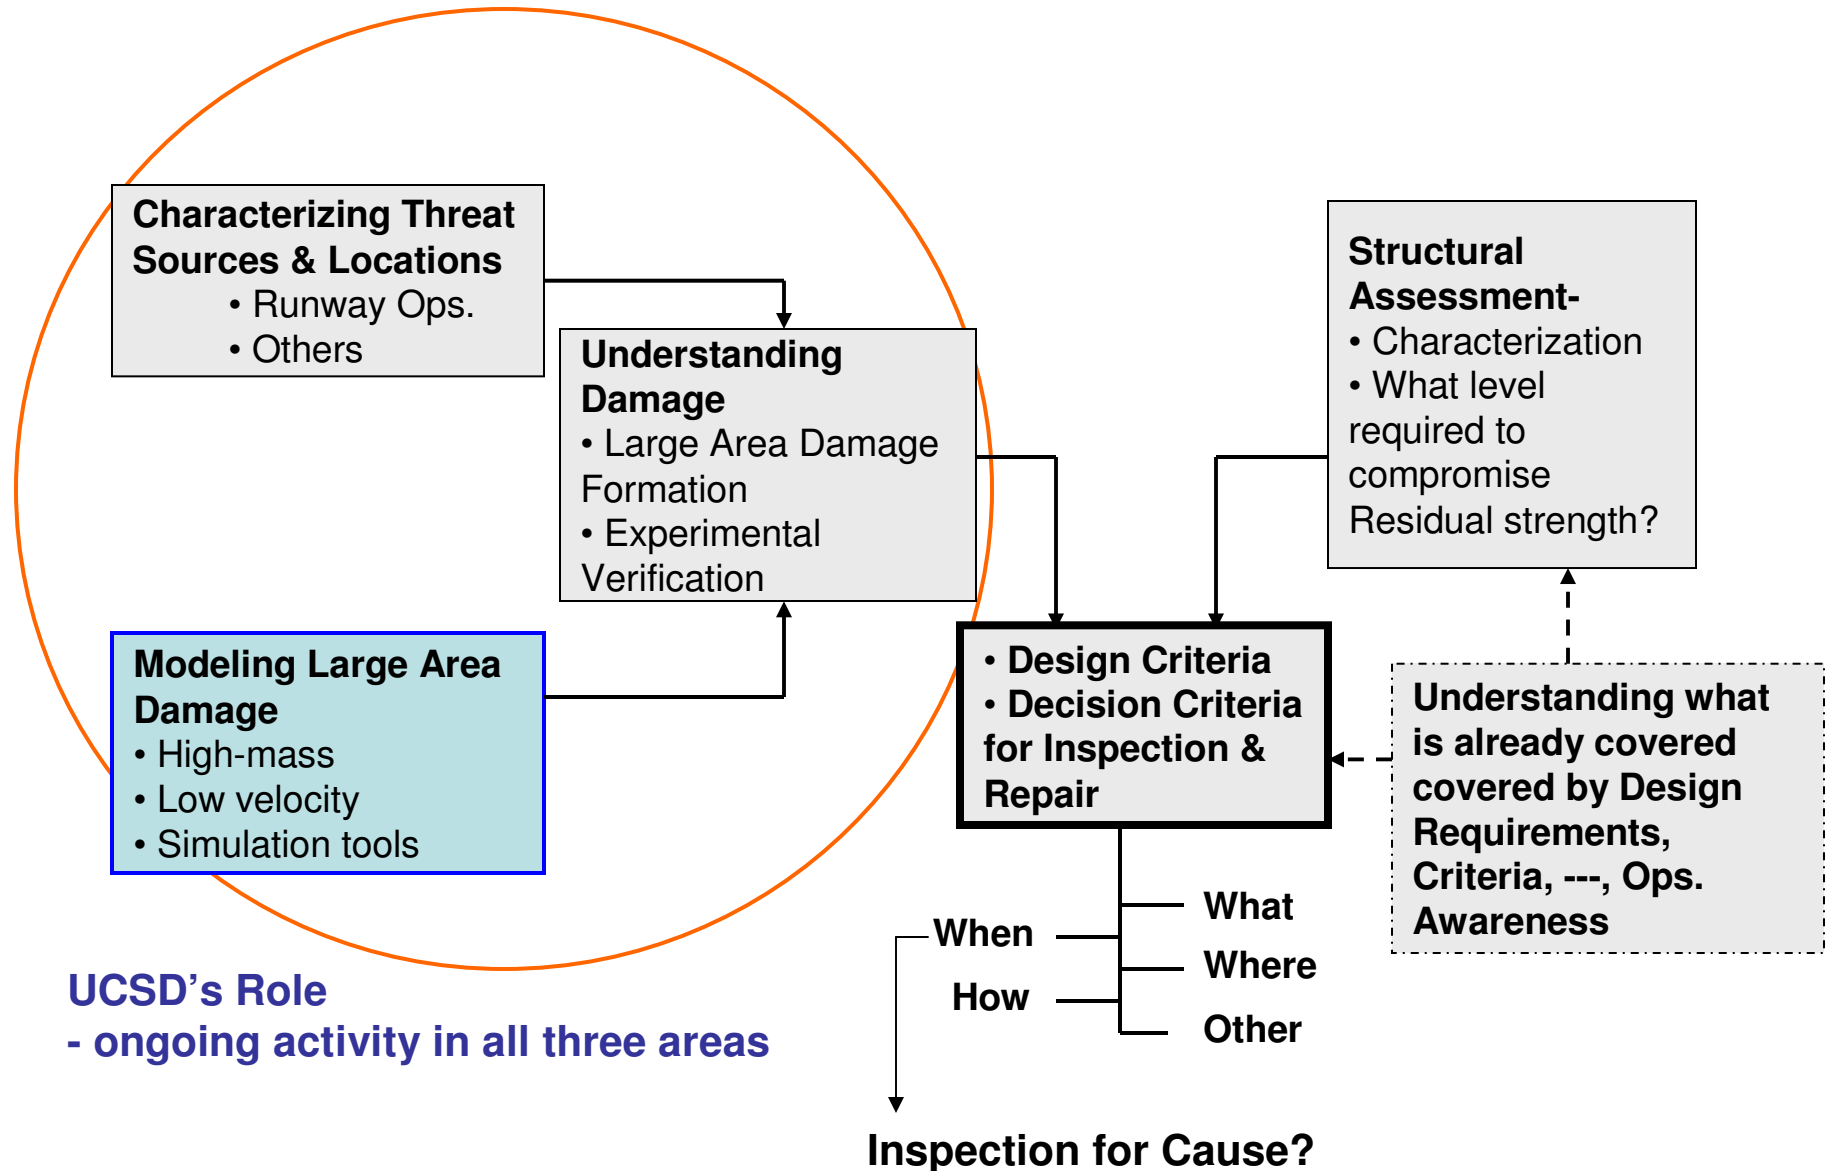 Characterizing Threat
Sources & Locations
• Runway Ops.
• Others
Understanding
Damage
• Large Area Damage
Formation
• Experimental
Verification
Modeling Large Area
Damage
• High-mass
• Low velocity
• Simulation tools
UCSD’s Role
- ongoing activity in all three areas
Structural
Assessment-
• Characterization
• What level
required to
compromise
Residual strength?
• Design Criteria
• Decision Criteria
for Inspection &
Repair
Understanding what
is already covered
covered by Design
Requirements,
Criteria, ---, Ops.
Awareness
What
When
Where
How
Other
Inspection for Cause?